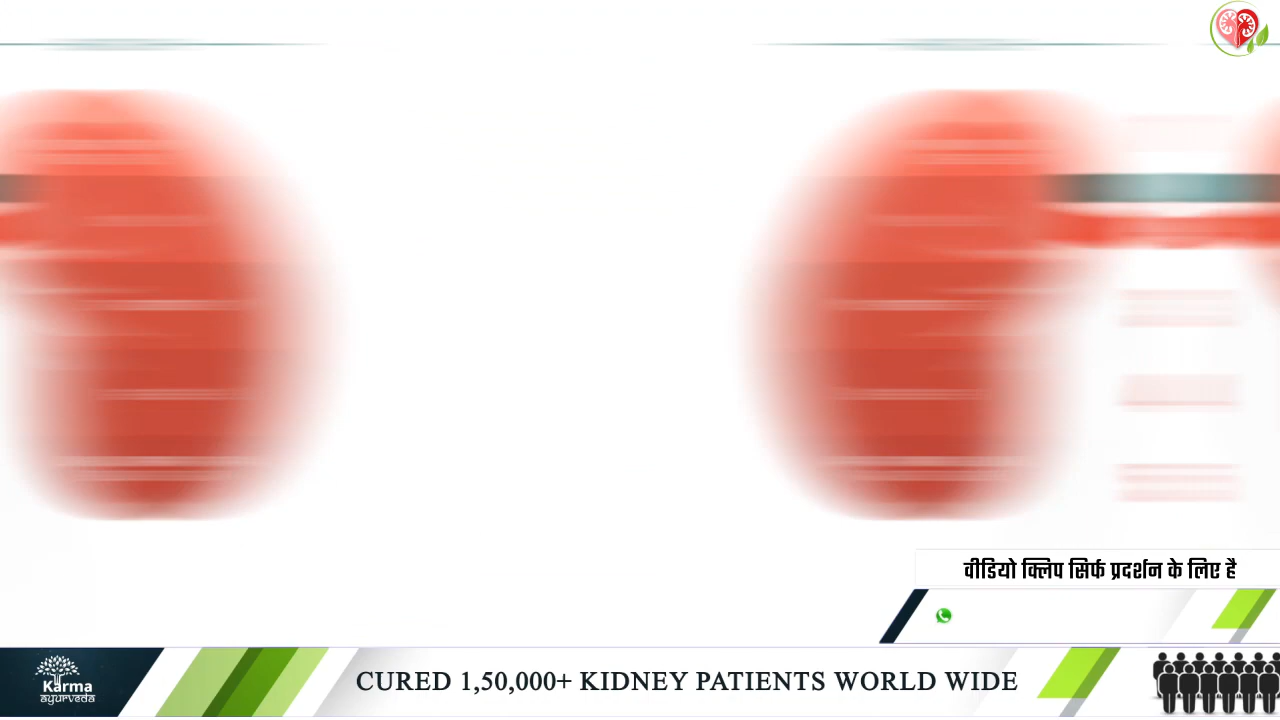 वीडियो क्लिप सिर्फ प्रदर्शन के लिए है
Karma
ayurveda
CURED 1,50,000+ KIDNEY PATIENTS WORLD WIDE